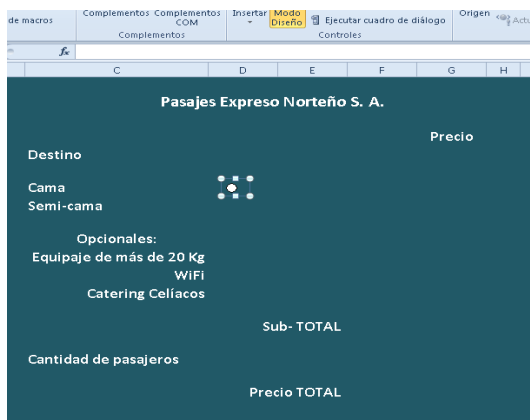 Complementos Complementos Insertar Modo Origen
de macros COM Diseño Ejecutar cuadro de diálogo
Complementos Controles
fx
C D E F G H
Pasajes Expreso Norteño S. A.
Precio
Destino
Cama
Semi-cama
Opcionales:
Equipaje de más de 20 Kg
WiFi
Catering Celíacos
Sub- TOTAL
Cantidad de pasajeros
Precio TOTAL